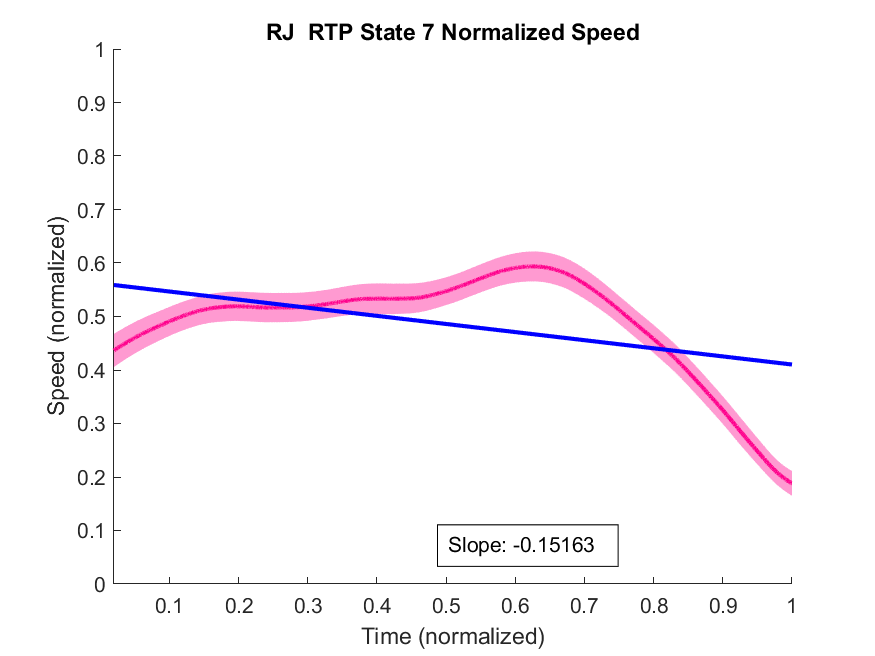 RJ  RTP State 7 Normalized Speed
1
0.9
0.8
0.7
0.6
0.5
0.4
0.3
0.2
0.1
0
Speed (normalized)
Slope: -0.15163
0.1 0.2 0.3 0.4 0.5 0.6 0.7 0.8 0.9 1
Time (normalized)